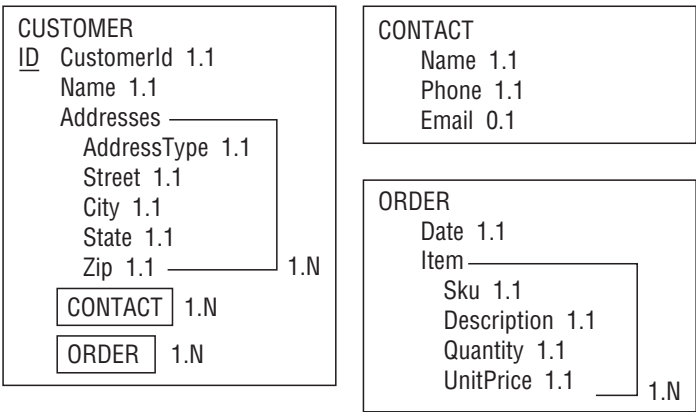 CUSTOMER
ID CustomerId 1.1
Name 1.1
Addresses
AddressType 1.1
Street 1.1
City 1.1
State 1.1
Zip 1.1 1.N
CONTACT 1.N
ORDER 1.N
CONTACT
Name 1.1
Phone 1.1
Email 0.1
ORDER
Date 1.1
Item
Sku 1.1
Description 1.1
Quantity 1.1
UnitPrice 1.1 1.N